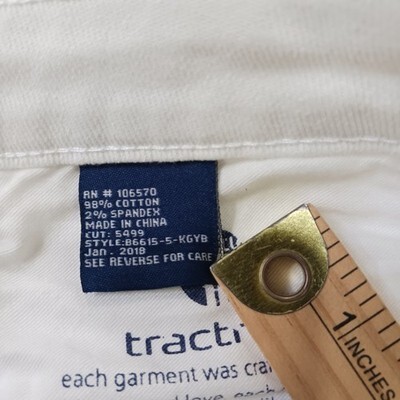 RN # 106570
98% COTTON
2% SPANDEX
MADE IN CHINA
CUT: 5499
STYLE:B6615-5-KGYB
Jan. 2018
SEE REVERSE FOR CARE
tracti
each garment was cra
1
INCHES